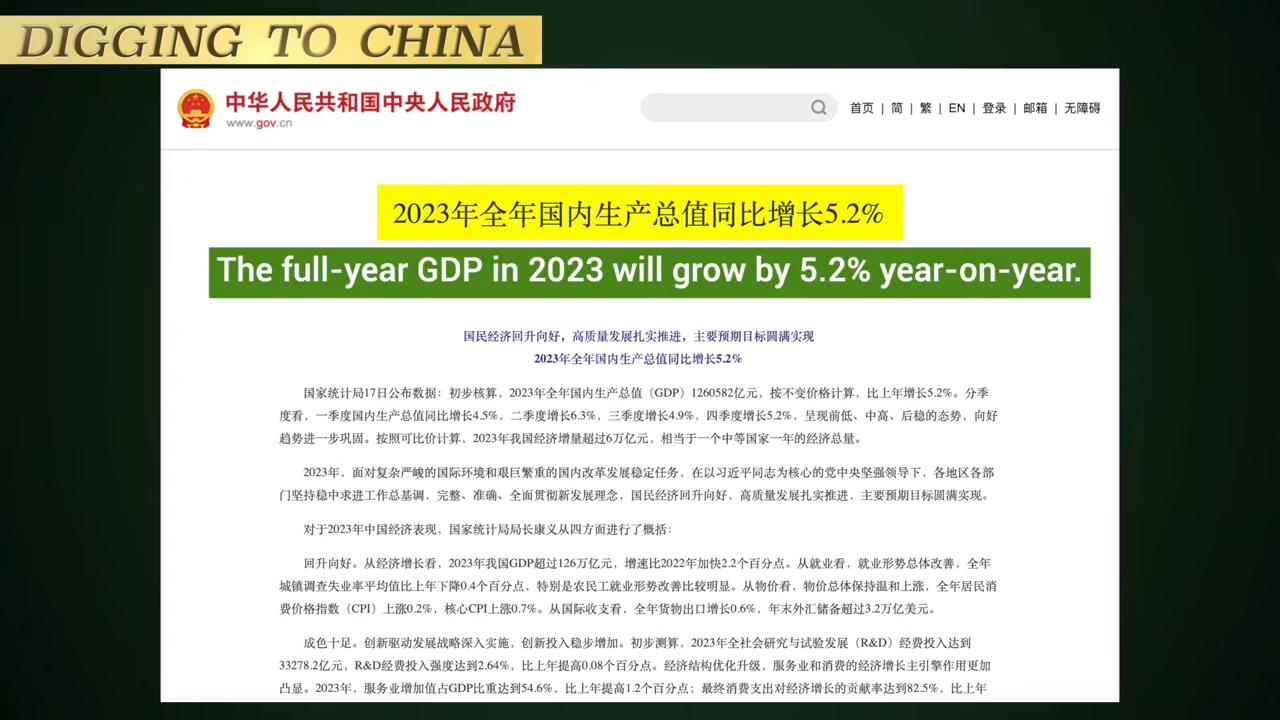 DIGGING TO CHINA
中华人民共和国中央人民政府
www.gov.cn
首页 | 简 | 繁 | EN | 登录 | 邮箱 | 无障碍
2023年全年国内生产总值同比增长5.2%
The full-year GDP in 2023 will grow by 5.2% year-on-year.
国民经济回升向好，高质量发展扎实推进，主要预期目标圆满实现
2023年全年国内生产总值同比增长5.2%
国家统计局17日公布数据：初步核算，2023年全年国内生产总值（GDP）1260582亿元，按不变价格计算，比上年增长5.2%。分季
度看，一季度国内生产总值同比增长4.5%，二季度增长6.3%，三季度增长4.9%，四季度增长5.2%，呈现前低、中高、后稳的态势，向好
趋势进一步巩固。按照可比价计算，2023年我国经济增量超过6万亿元，相当于一个中等国家一年的经济总量。
2023年，面对复杂严峻的国际环境和艰巨繁重的国内改革发展稳定任务，在以习近平同志为核心的党中央坚强领导下，各地区各部
门坚持稳中求进工作总基调，完整、准确、全面贯彻新发展理念，国民经济回升向好，高质量发展扎实推进，主要预期目标圆满实现。
对于2023年中国经济表现，国家统计局局长康义从四方面进行了概括：
回升向好。从经济增长看，2023年我国GDP超过126万亿元，增速比2022年加快2.2个百分点。从就业看，就业形势总体改善，全年
城镇调查失业率平均值比上年下降0.4个百分点，特别是农民工就业形势改善比较明显。从物价看，物价总体保持温和上涨，全年居民消
费价格指数（CPI）上涨0.2%，核心CPI上涨0.7%。从国际收支看，全年货物出口增长0.6%，年末外汇储备超过3.2万亿美元。
成色十足。创新驱动发展战略深入实施，创新投入稳步增加。初步测算，2023年全社会研究与试验发展（R&D）经费投入达到
33278.2亿元，R&D经费投入强度达到2.64%，比上年提高0.08个百分点。经济结构优化升级，服务业和消费的经济增长主引擎作用更加
凸显。2023年，服务业增加值占GDP比重达到54.6%，比上年提高1.2个百分点；最终消费支出对经济增长的贡献率达到82.5%，比上年